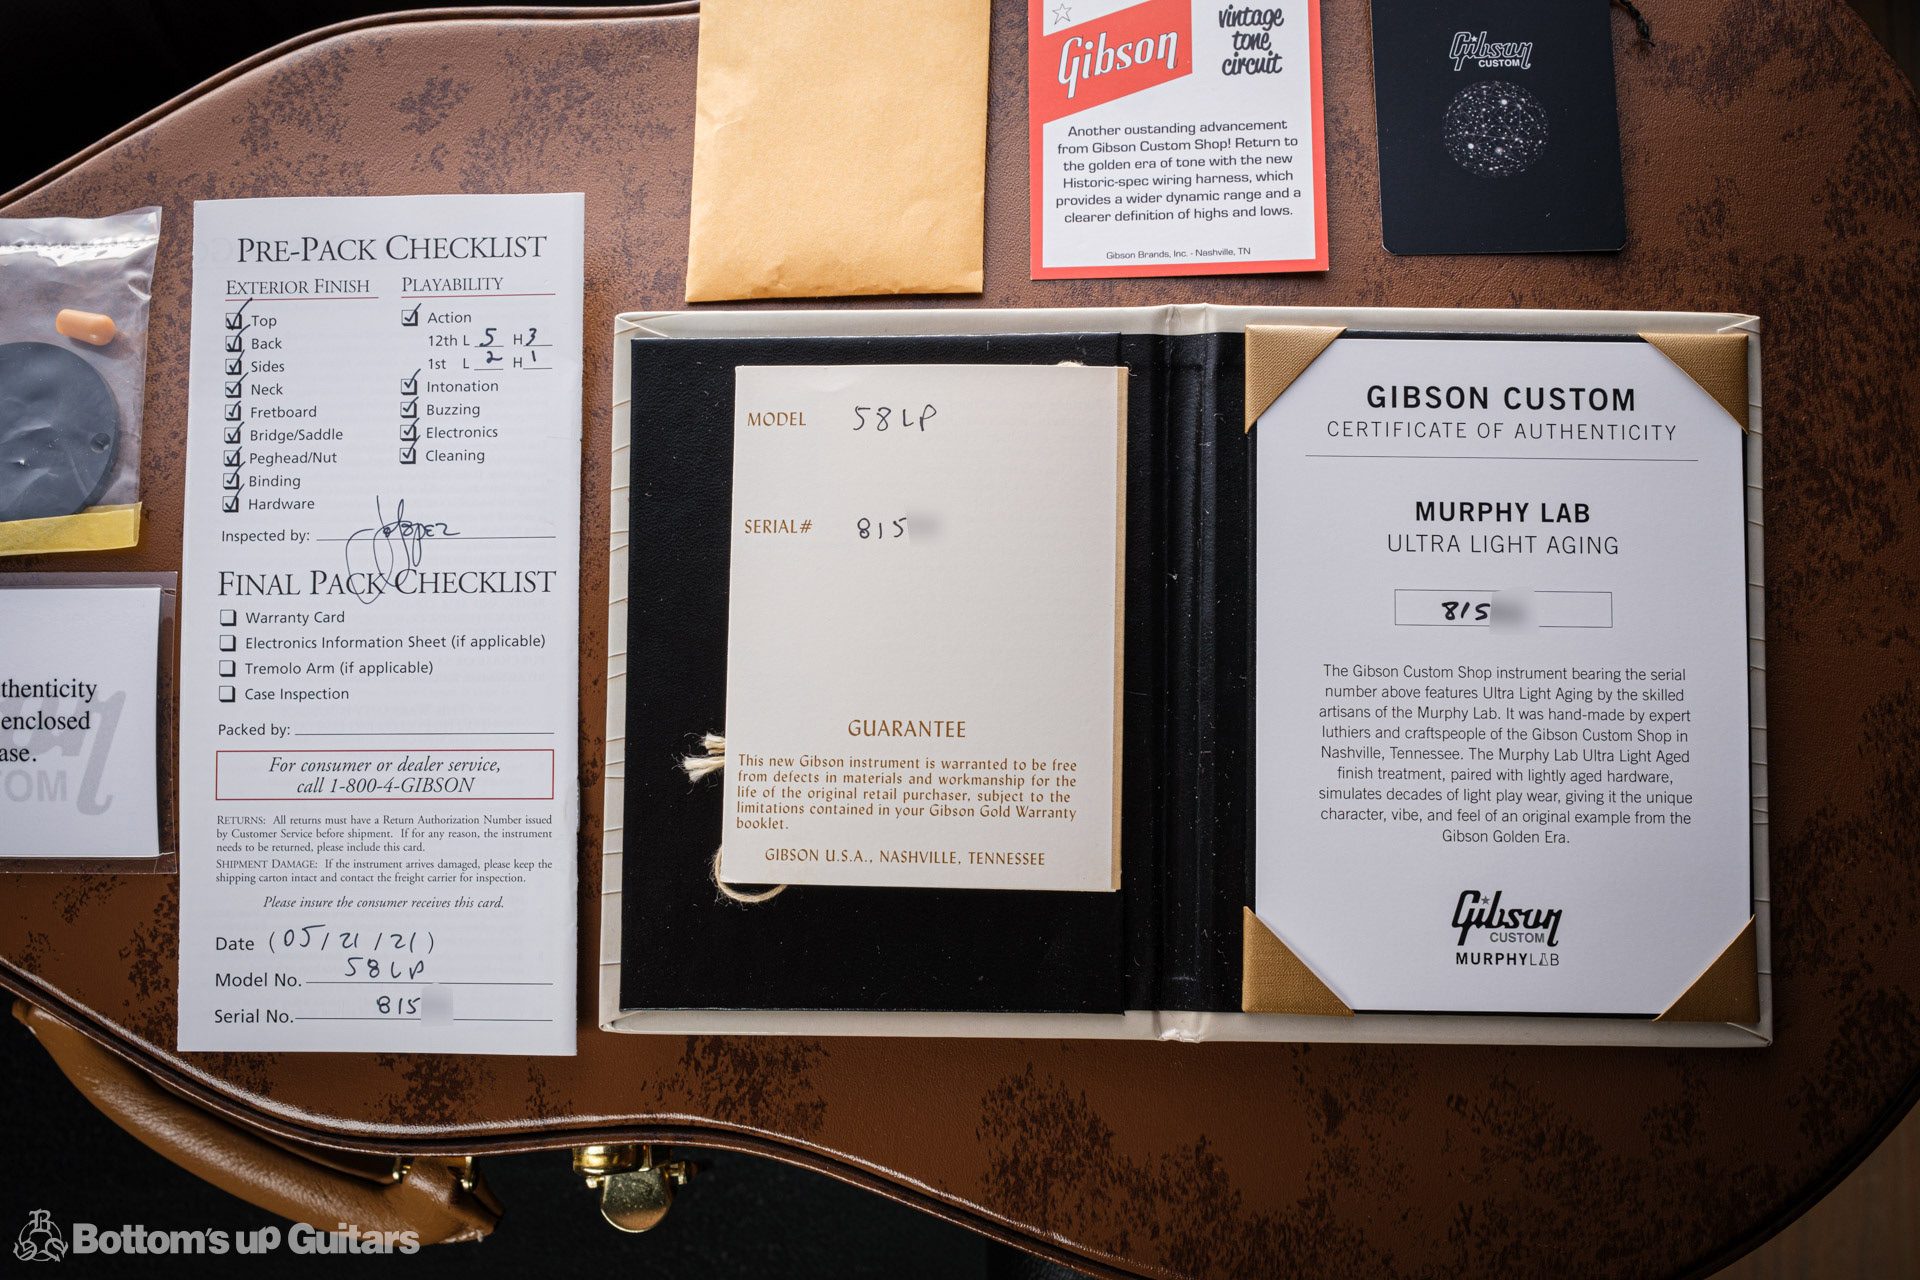 PRE-PACK CHECKLIST
EXTERIOR FINISH
Top
Back
Sides
Neck
Fretboard
Bridge/Saddle
Peghead/Nut
Binding
Hardware
PLAYABILITY
Action
12th L 5 H 3
1st L 2 H 1
Intonation
Buzzing
Electronics
Cleaning
Inspected by:
FINAL PACK CHECKLIST
Warranty Card
Electronics Information Sheet (if applicable)
Tremolo Arm (if applicable)
Case Inspection
Packed by:
For consumer or dealer service,
call 1-800-4-GIBSON
RETURNS: All returns must have a Return Authorization Number issued
by Customer Service before shipment. If for any reason, the instrument
needs to be returned, please include this card.
SHIPMENT DAMAGE: If the instrument arrives damaged, please keep the
shipping carton intact and contact the freight carrier for inspection.
Please insure the consumer receives this card.
Date (05/21/21)
Model No. 58LP
Serial No. 815
thenticity
enclosed
ase.
OM
Gibson
vintage
tone
circuit
Another oustanding advancement
from Gibson Custom Shop! Return to
the golden era of tone with the new
Historic-spec wiring harness, which
provides a wider dynamic range and a
clearer definition of highs and lows.
Gibson Brands, Inc. - Nashville, TN
Gibson
CUSTOM
MODEL 58LP
SERIAL# 815
GUARANTEE
This new Gibson instrument is warranted to be free
from defects in materials and workmanship for the
life of the original retail purchaser, subject to the
limitations contained in your Gibson Gold Warranty
booklet.
GIBSON U.S.A., NASHVILLE, TENNESSEE
GIBSON CUSTOM
CERTIFICATE OF AUTHENTICITY
MURPHY LAB
ULTRA LIGHT AGING
815
The Gibson Custom Shop instrument bearing the serial
number above features Ultra Light Aging by the skilled
artisans of the Murphy Lab. It was hand-made by expert
luthiers and craftspeople of the Gibson Custom Shop in
Nashville, Tennessee. The Murphy Lab Ultra Light Aged
finish treatment, paired with lightly aged hardware,
simulates decades of light play wear, giving it the unique
character, vibe, and feel of an original example from the
Gibson Golden Era.
Gibson
CUSTOM
MURPHYLAB
Bottom's up Guitars